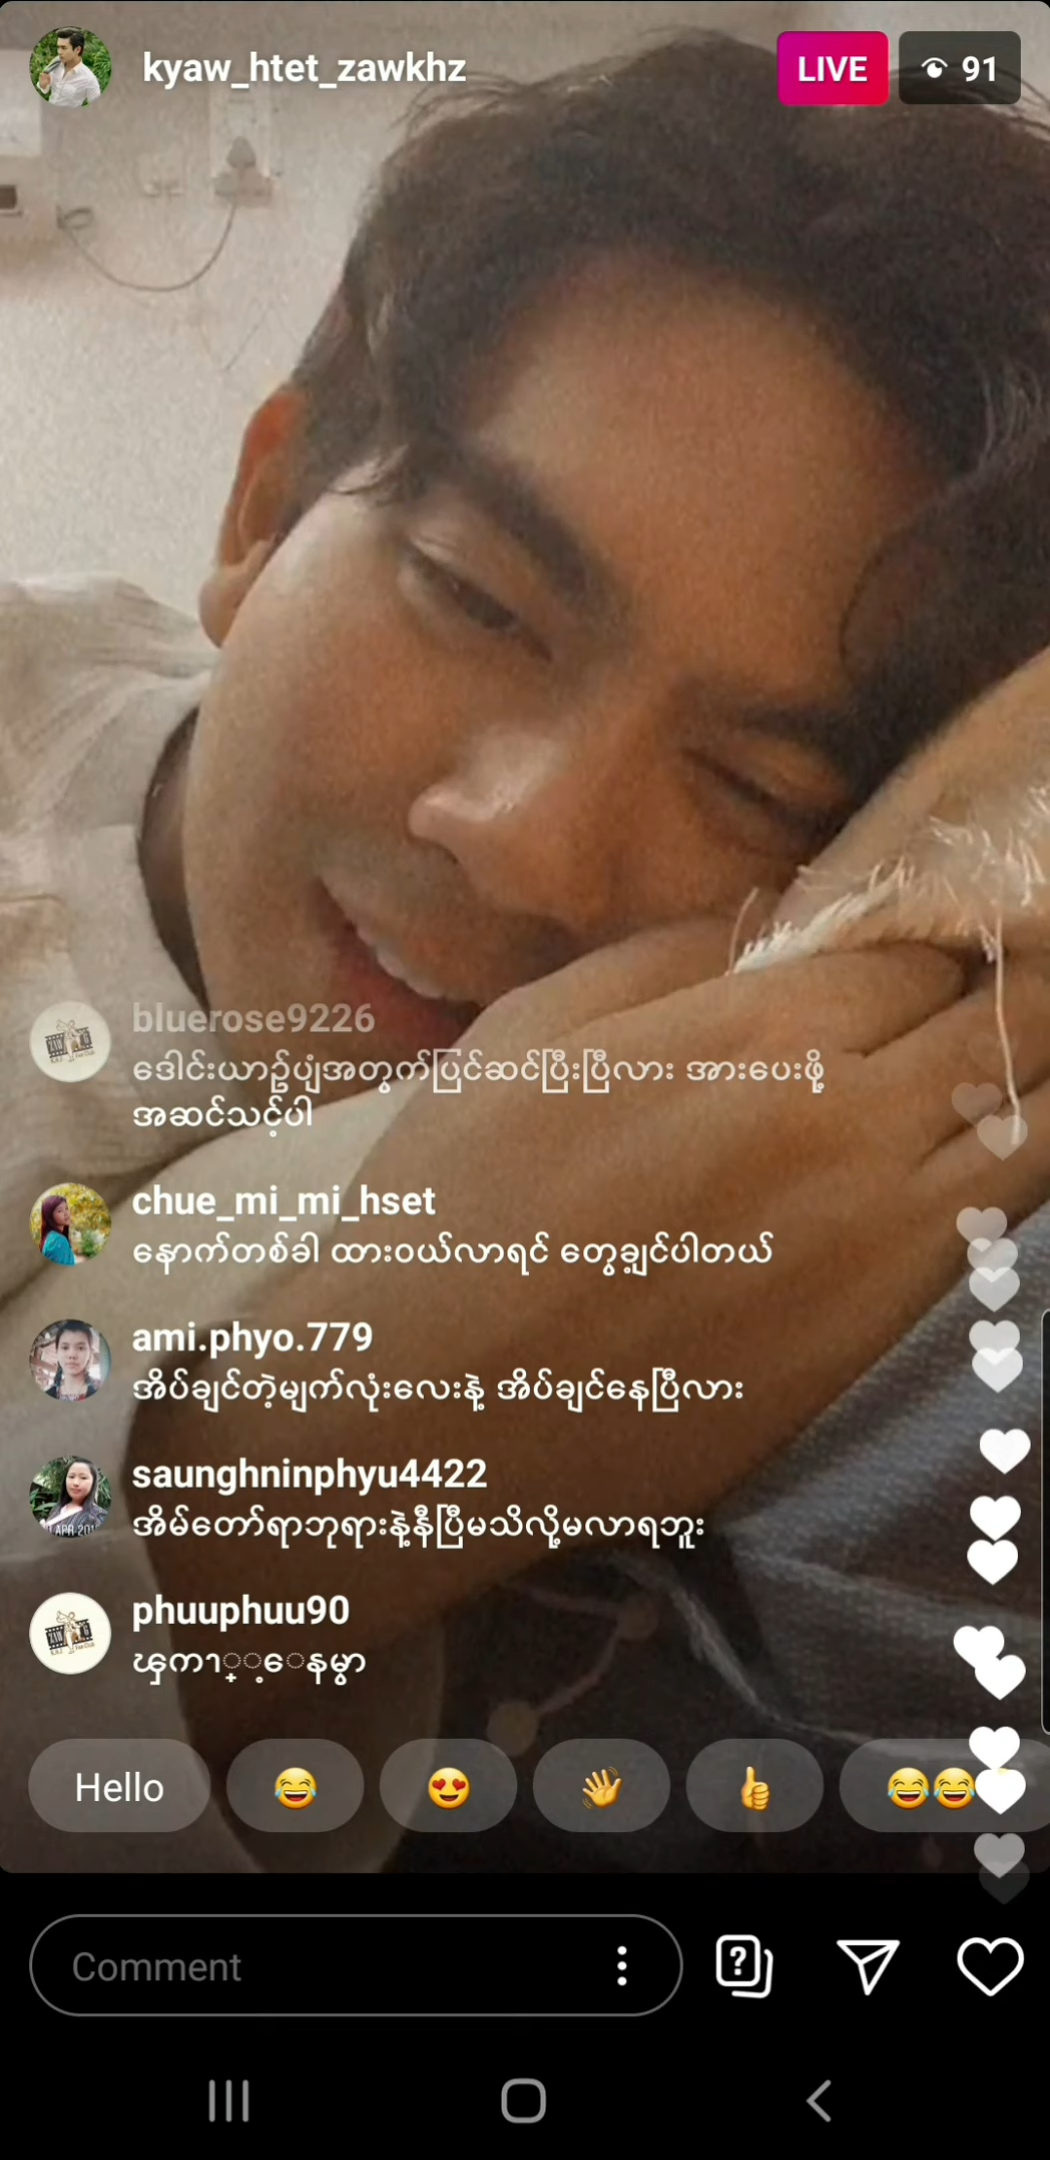 kyaw_htet_zawkhz
LIVE
91
bluerose9226
ဒေါင်းယာဥ်ပျံအတွက်ပြင်ဆင်ပြီးပြီလား အားပေးဖို့
အဆင်သင့်ပါ
chue_mi_mi_hset
နောက်တစ်ခါ ထားဝယ်လာရင် တွေ့ချင်ပါတယ်
ami.phyo.779
အိပ်ချင်တဲ့မျက်လုံးလေးနဲ့ အိပ်ချင်နေပြီလား
saunghninphyu4422
အိမ်တော်ရာဘုရားနဲ့နီပြီမသိလို့မလာရဘူး
phuuphuu90
Hello
😂
😍
👋
👍
😂😂
Comment